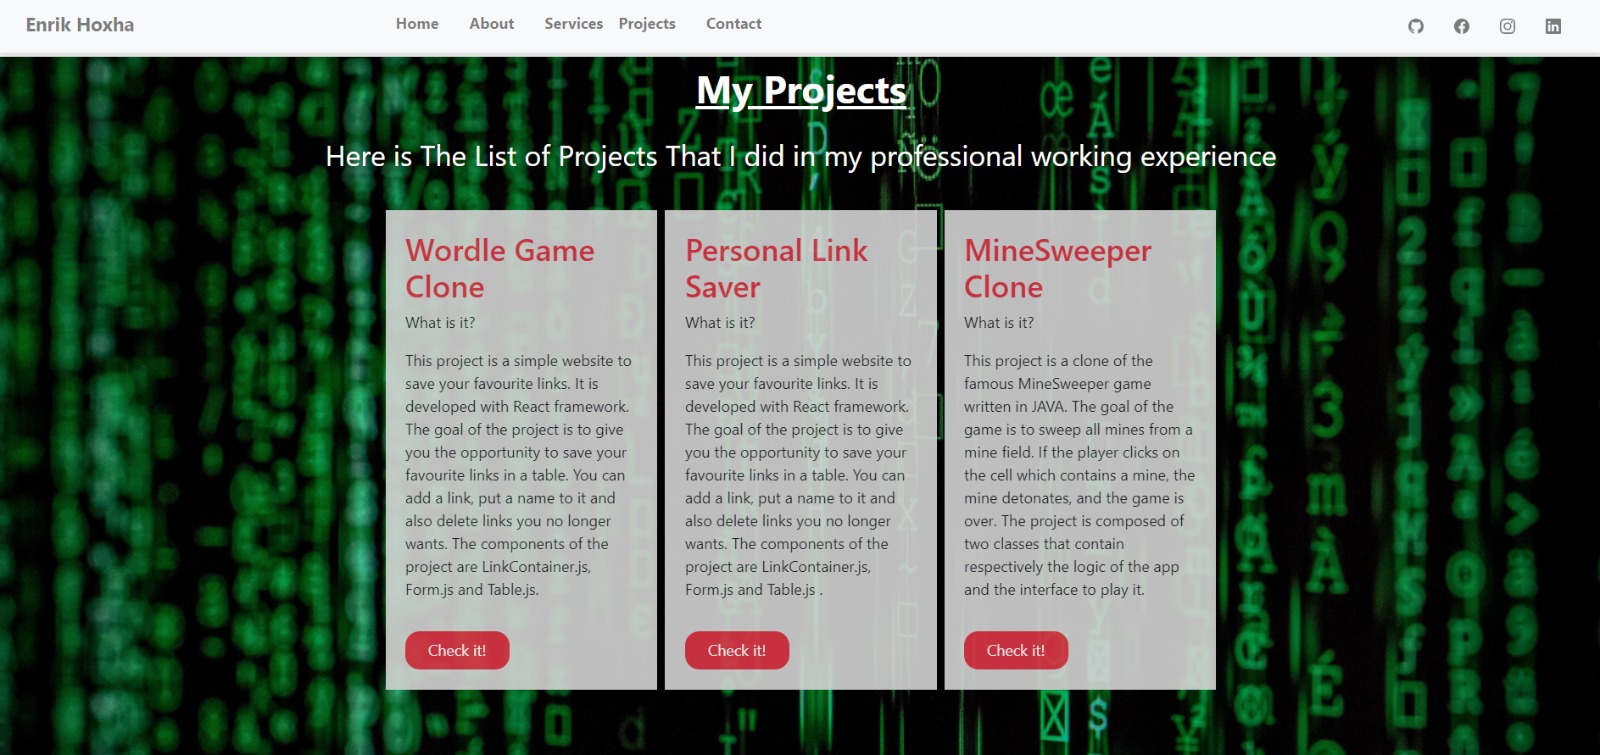 Enrik Hoxha
Home About Services Projects Contact
My Projects
Here is The List of Projects That I did in my professional working experience
Wordle Game
Clone
What is it?
This project is a simple website to
save your favourite links. It is
developed with React framework.
The goal of the project is to give
you the opportunity to save your
favourite links in a table. You can
add a link, put a name to it and
also delete links you no longer
wants. The components of the
project are LinkContainer.js,
Form.js and Table.js.
Check it!
Personal Link
Saver
What is it?
This project is a simple website to
save your favourite links. It is
developed with React framework.
The goal of the project is to give
you the opportunity to save your
favourite links in a table. You can
add a link, put a name to it and
also delete links you no longer
wants. The components of the
project are LinkContainer.js,
Form.js and Table.js .
Check it!
MineSweeper
Clone
What is it?
This project is a clone of the
famous MineSweeper game
written in JAVA. The goal of the
game is to sweep all mines from a
mine field. If the player clicks on
the cell which contains a mine, the
mine detonates, and the game is
over. The project is composed of
two classes that contain
respectively the logic of the app
and the interface to play it.
Check it!